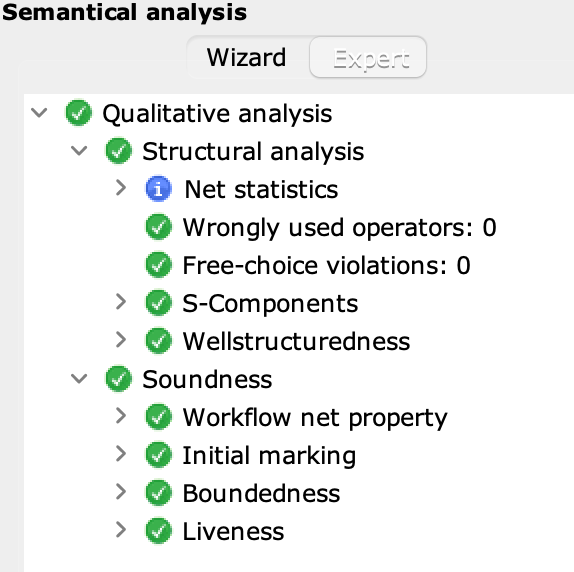 Semantical analysis
Wizard Expert
Qualitative analysis
Structural analysis
Net statistics
Wrongly used operators: 0
Free-choice violations: 0
S-Components
Wellstructuredness
Soundness
Workflow net property
Initial marking
Boundedness
Liveness